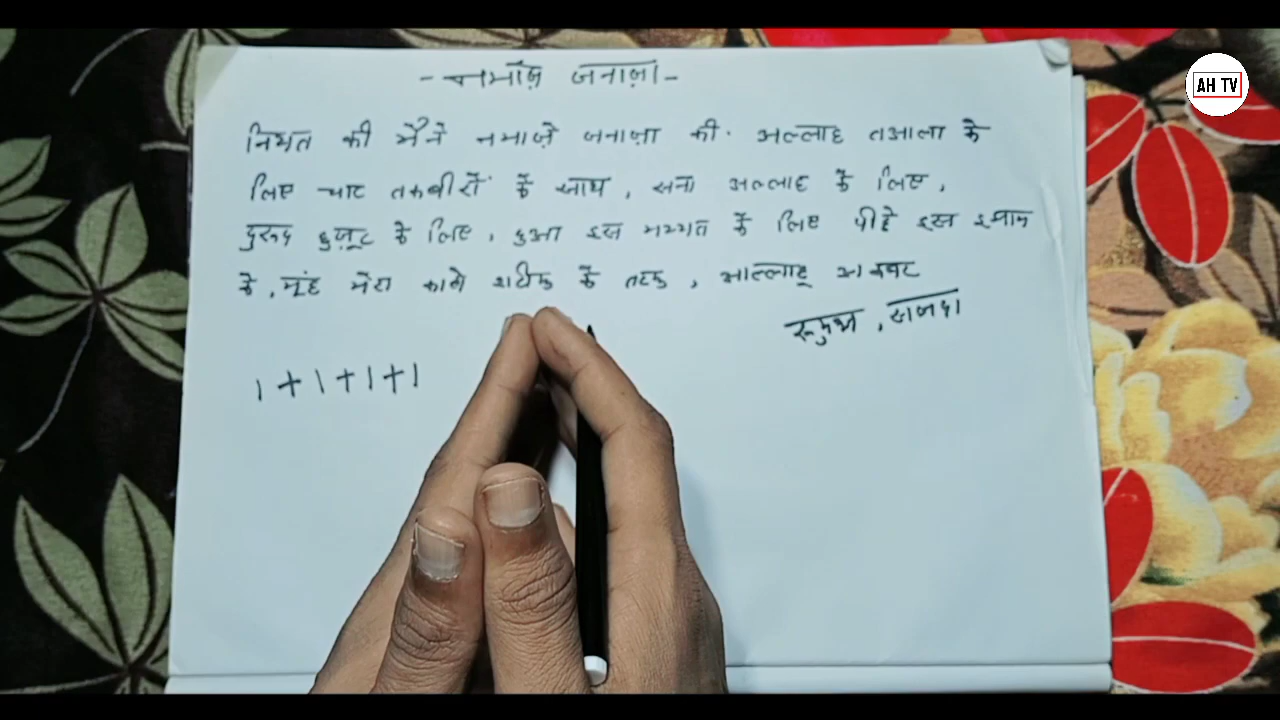 - नमाज़ जनाज़ा -
AH TV
नियत की मैंने नमाज़े जनाज़ा की. अल्लाह तआला के
लिए चार तकबीरों के साथ, सना अल्लाह के लिए,
दुरूद हुज़ूर के लिए, दुआ इस मय्यत के लिए पीछे इस इमाम
के, मुंह मेरा काबे शरीफ के तरफ, अल्लाहू अकबर
रूकुअ, सजदा
1 + 1 + 1 + 1